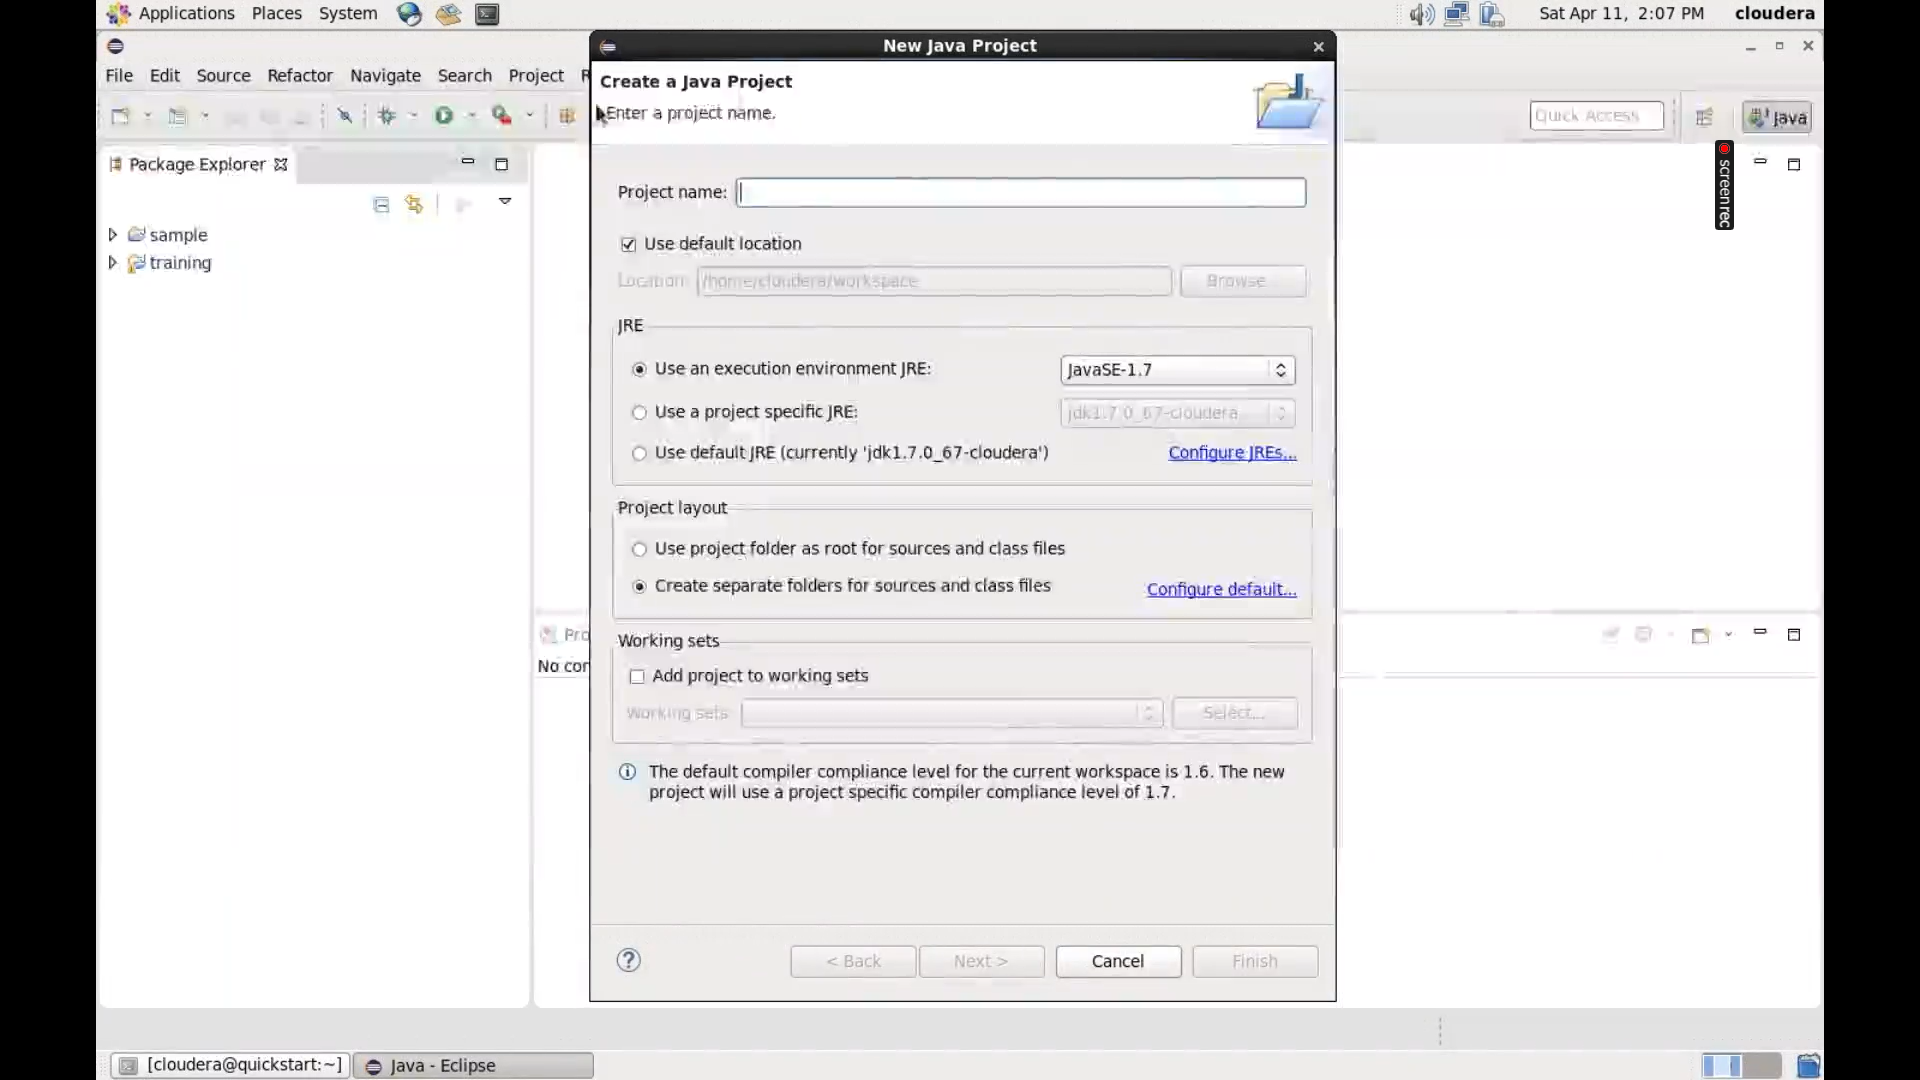 Applications Places System Sat Apr 11, 2:07 PM cloudera
New Java Project
File Edit Source Refactor Navigate Search Project R
Create a Java Project
Enter a project name.
Quick Access Java
Package Explorer
screenrec
Project name:
sample
Use default location
training
Location: /home/cloudera/workspace Browse...
JRE
Use an execution environment JRE: JavaSE-1.7
Use a project specific JRE: jdk1.7.0_67-cloudera
Use default JRE (currently 'jdk1.7.0_67-cloudera') Configure JREs...
Project layout
Use project folder as root for sources and class files
Create separate folders for sources and class files Configure default...
Pro
Working sets
No con
Add project to working sets
Working sets: Select...
The default compiler compliance level for the current workspace is 1.6. The new
project will use a project specific compiler compliance level of 1.7.
< Back Next > Cancel Finish
[cloudera@quickstart:~] Java - Eclipse